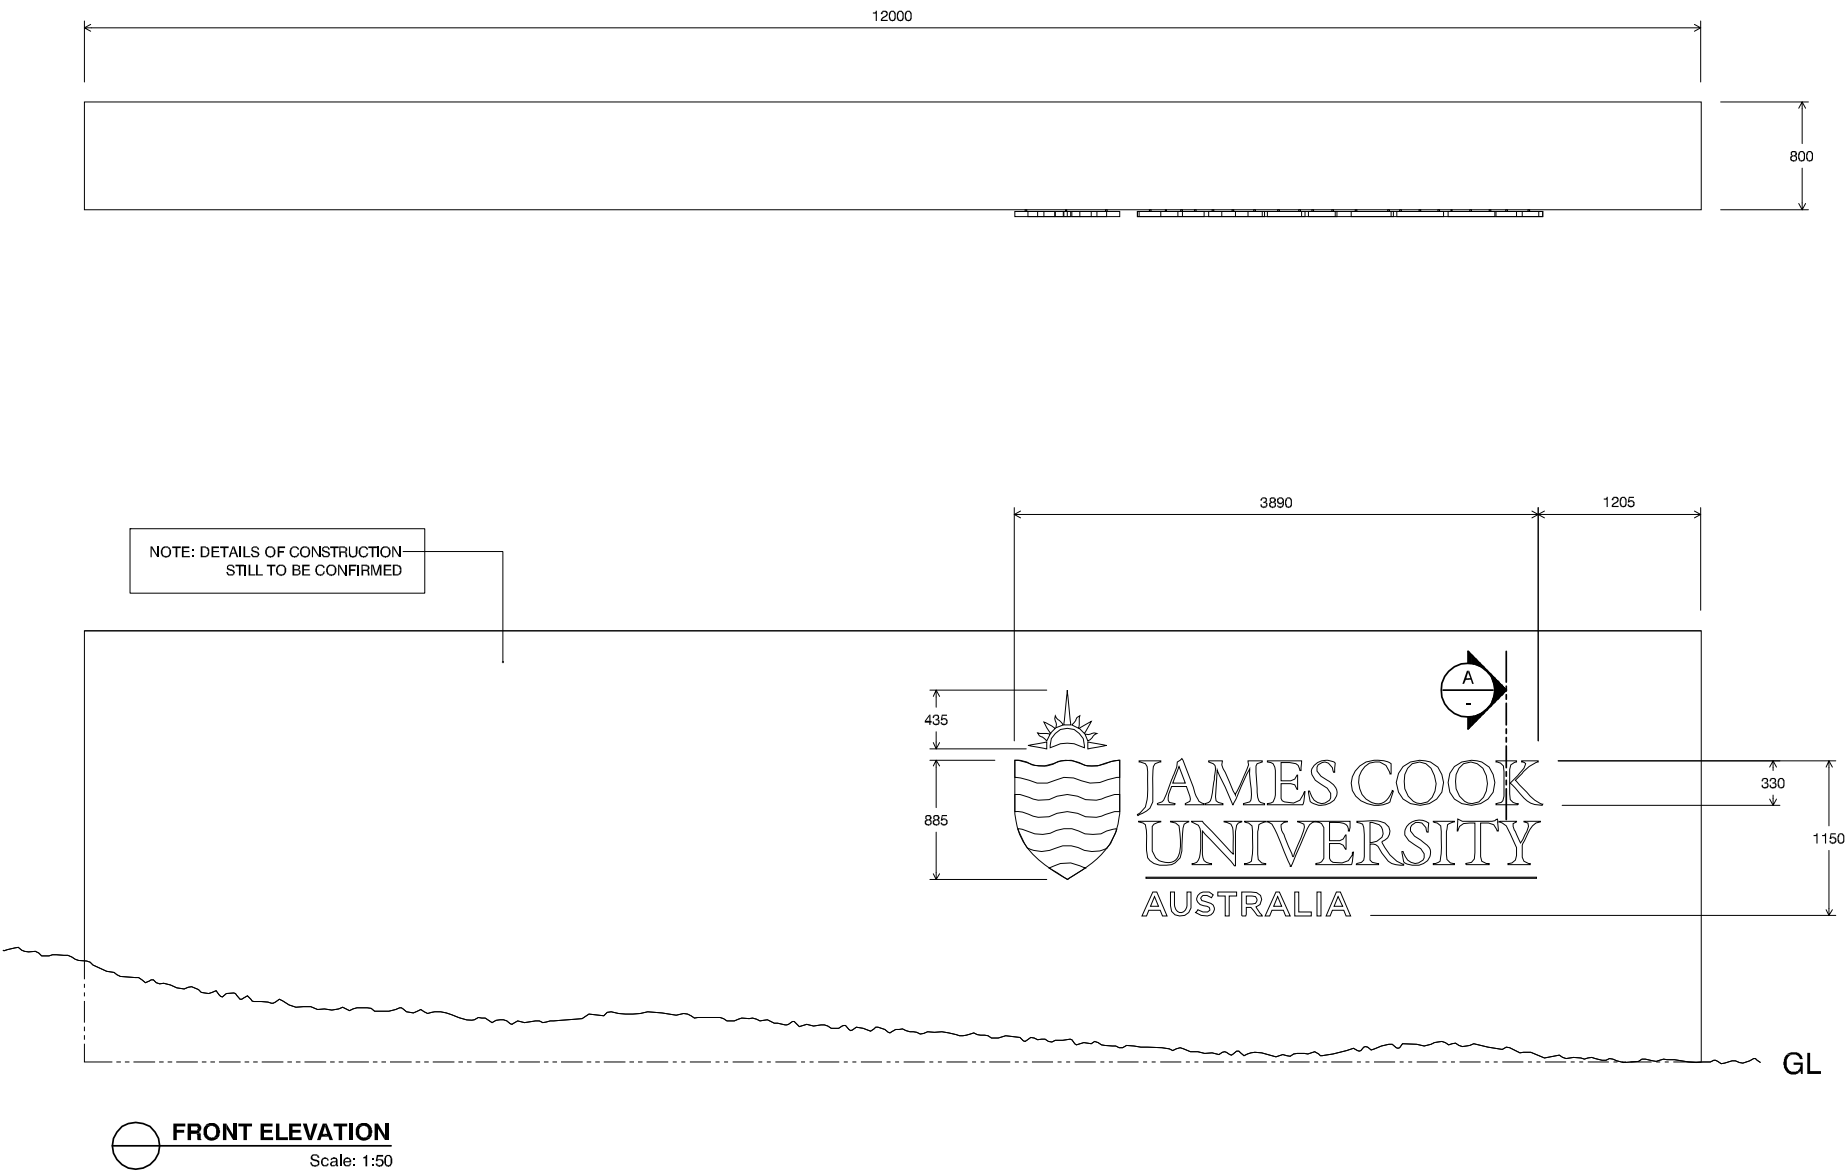 12000
800
3890
1205
NOTE: DETAILS OF CONSTRUCTION
STILL TO BE CONFIRMED
A
-
435
885
JAMES COOK
UNIVERSITY
AUSTRALIA
330
1150
GL
FRONT ELEVATION
Scale: 1:50